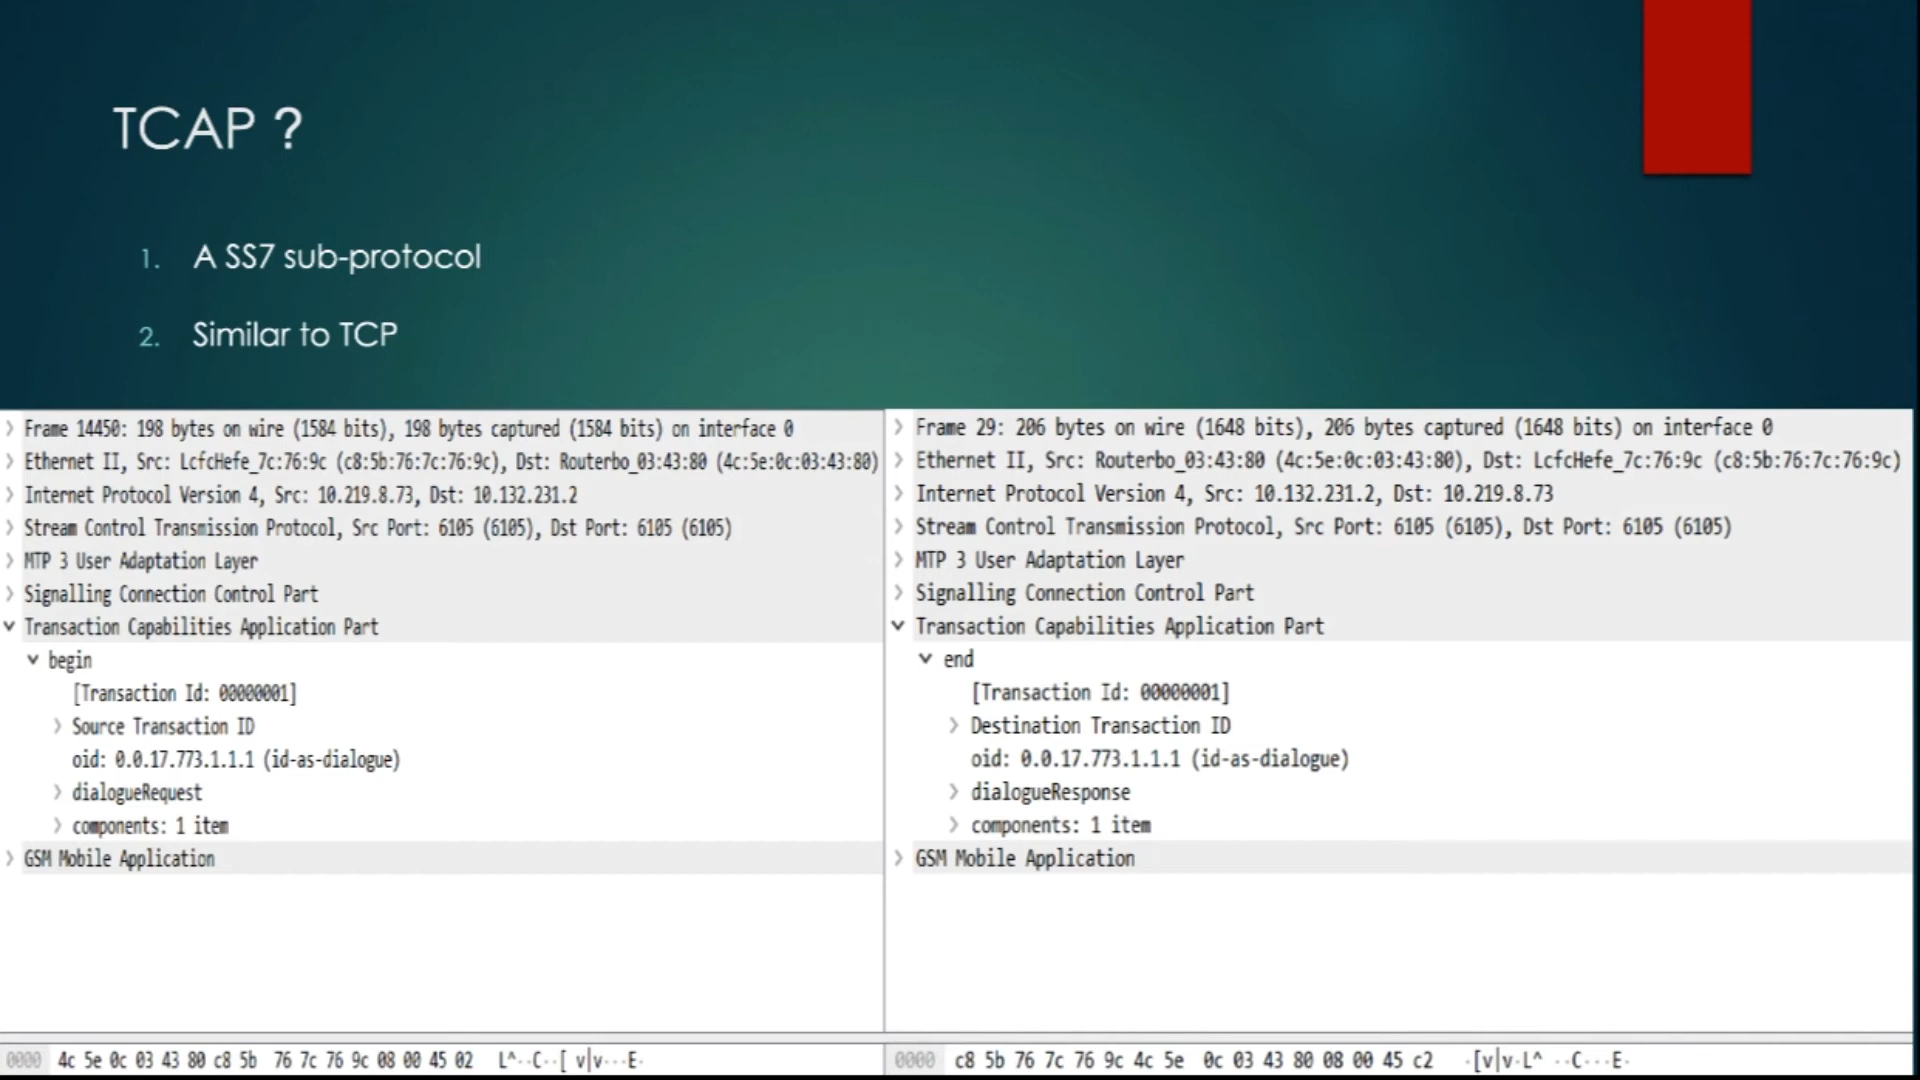 TCAP ?
1. A SS7 sub-protocol
2. Similar to TCP
Frame 14450: 198 bytes on wire (1584 bits), 198 bytes captured (1584 bits) on interface 0
Ethernet II, Src: LcfcHefe_7c:76:9c (c8:5b:76:7c:76:9c), Dst: Routerbo_03:43:80 (4c:5e:0c:03:43:80)
Internet Protocol Version 4, Src: 10.219.8.73, Dst: 10.132.231.2
Stream Control Transmission Protocol, Src Port: 6105 (6105), Dst Port: 6105 (6105)
MTP 3 User Adaptation Layer
Signalling Connection Control Part
Transaction Capabilities Application Part
begin
[Transaction Id: 00000001]
Source Transaction ID
oid: 0.0.17.773.1.1.1 (id-as-dialogue)
dialogueRequest
components: 1 item
GSM Mobile Application
0000 4c 5e 0c 03 43 80 c8 5b 76 7c 76 9c 08 00 45 02 L^··C··[ v|v···E·
Frame 29: 206 bytes on wire (1648 bits), 206 bytes captured (1648 bits) on interface 0
Ethernet II, Src: Routerbo_03:43:80 (4c:5e:0c:03:43:80), Dst: LcfcHefe_7c:76:9c (c8:5b:76:7c:76:9c)
Internet Protocol Version 4, Src: 10.132.231.2, Dst: 10.219.8.73
Stream Control Transmission Protocol, Src Port: 6105 (6105), Dst Port: 6105 (6105)
MTP 3 User Adaptation Layer
Signalling Connection Control Part
Transaction Capabilities Application Part
end
[Transaction Id: 00000001]
Destination Transaction ID
oid: 0.0.17.773.1.1.1 (id-as-dialogue)
dialogueResponse
components: 1 item
GSM Mobile Application
0000 c8 5b 76 7c 76 9c 4c 5e 0c 03 43 80 08 00 45 c2 ·[v|v·L^ ··C···E·